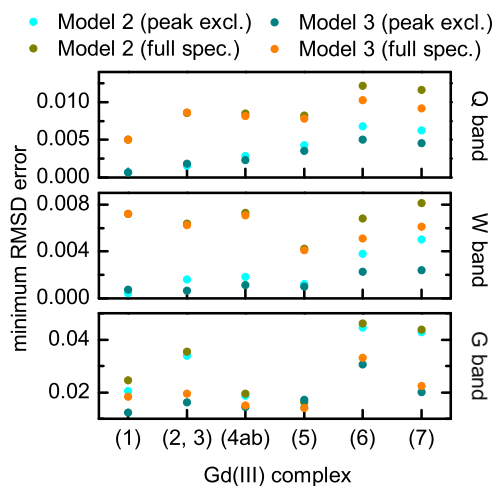 Model 2 (peak excl.) Model 3 (peak excl.)
Model 2 (full spec.) Model 3 (full spec.)
minimum RMSD error
0.010
0.005
0.000
Q band
0.008
0.004
0.000
W band
0.04
0.02
G band
(1) (2, 3) (4ab) (5) (6) (7)
Gd(III) complex